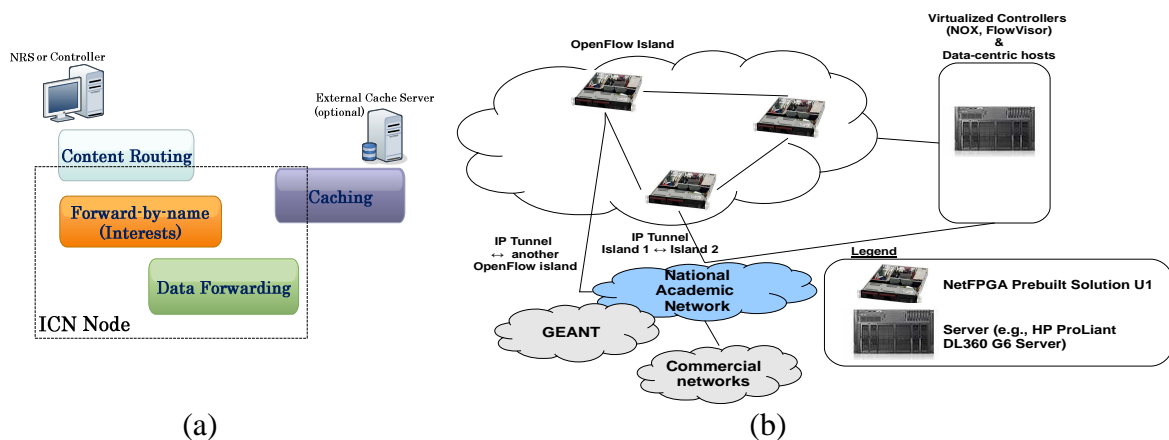 NRS or Controller
External Cache Server
(optional)
Content Routing
Caching
Forward-by-name
(Interests)
Data Forwarding
ICN Node
(a)
OpenFlow Island
Virtualized Controllers
(NOX, FlowVisor)
&
Data-centric hosts
IP Tunnel
↔ another
OpenFlow island
IP Tunnel
Island 1 ↔ Island 2
National
Academic
Network
GEANT
Commercial
networks
Legend
NetFPGA Prebuilt Solution U1
Server (e.g., HP ProLiant
DL360 G6 Server)
(b)